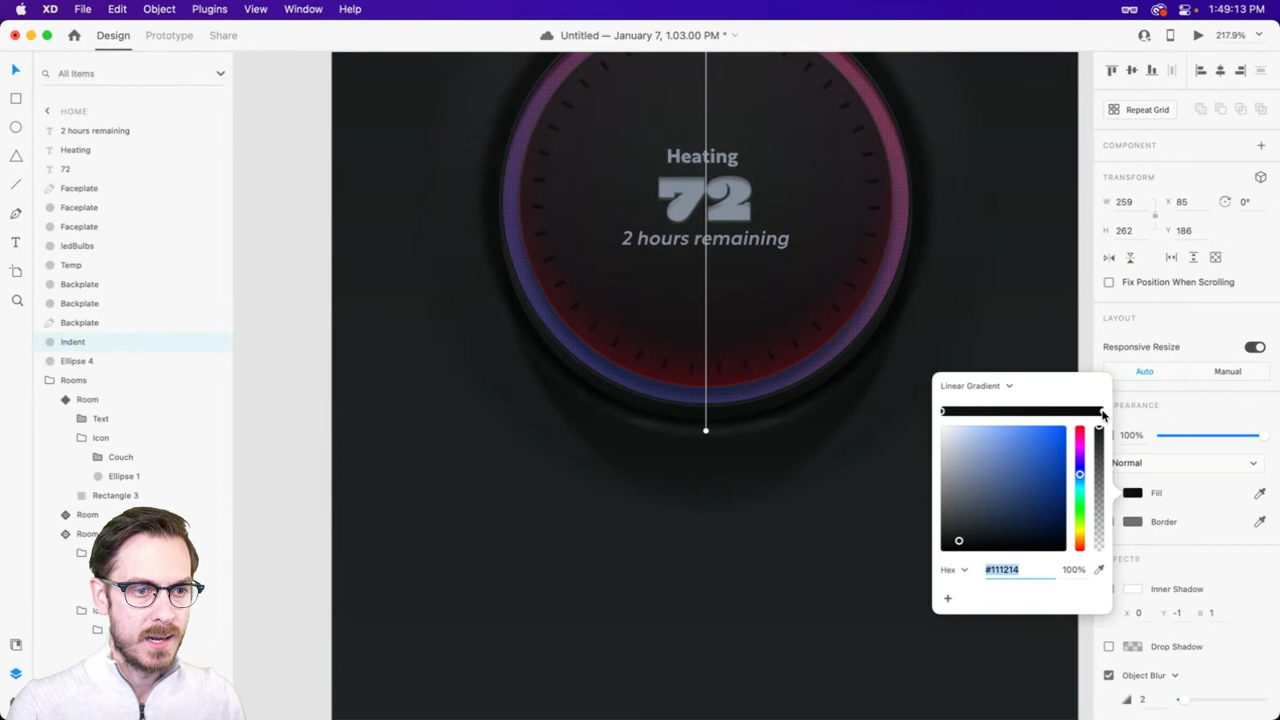 XD File Edit Object Plugins View Window Help 1:49:13 PM
Design Prototype Share Untitled — January 7, 1.03.00 PM * 217.9%
All Items
HOME
2 hours remaining
Heating
72
Faceplate
Faceplate
Faceplate
ledBulbs
Temp
Backplate
Backplate
Backplate
Indent
Ellipse 4
Rooms
Room
Text
Icon
Couch
Ellipse 1
Rectangle 3
Room
Heating
72
2 hours remaining
Linear Gradient
Hex #111214 100%
Repeat Grid
COMPONENT
TRANSFORM
W 259 X 85 0°
H 262 Y 186
Fix Position When Scrolling
LAYOUT
Responsive Resize
Auto Manual
100%
Normal
Fill
Border
Inner Shadow
X 0 Y -1 B 1
Drop Shadow
Object Blur
2